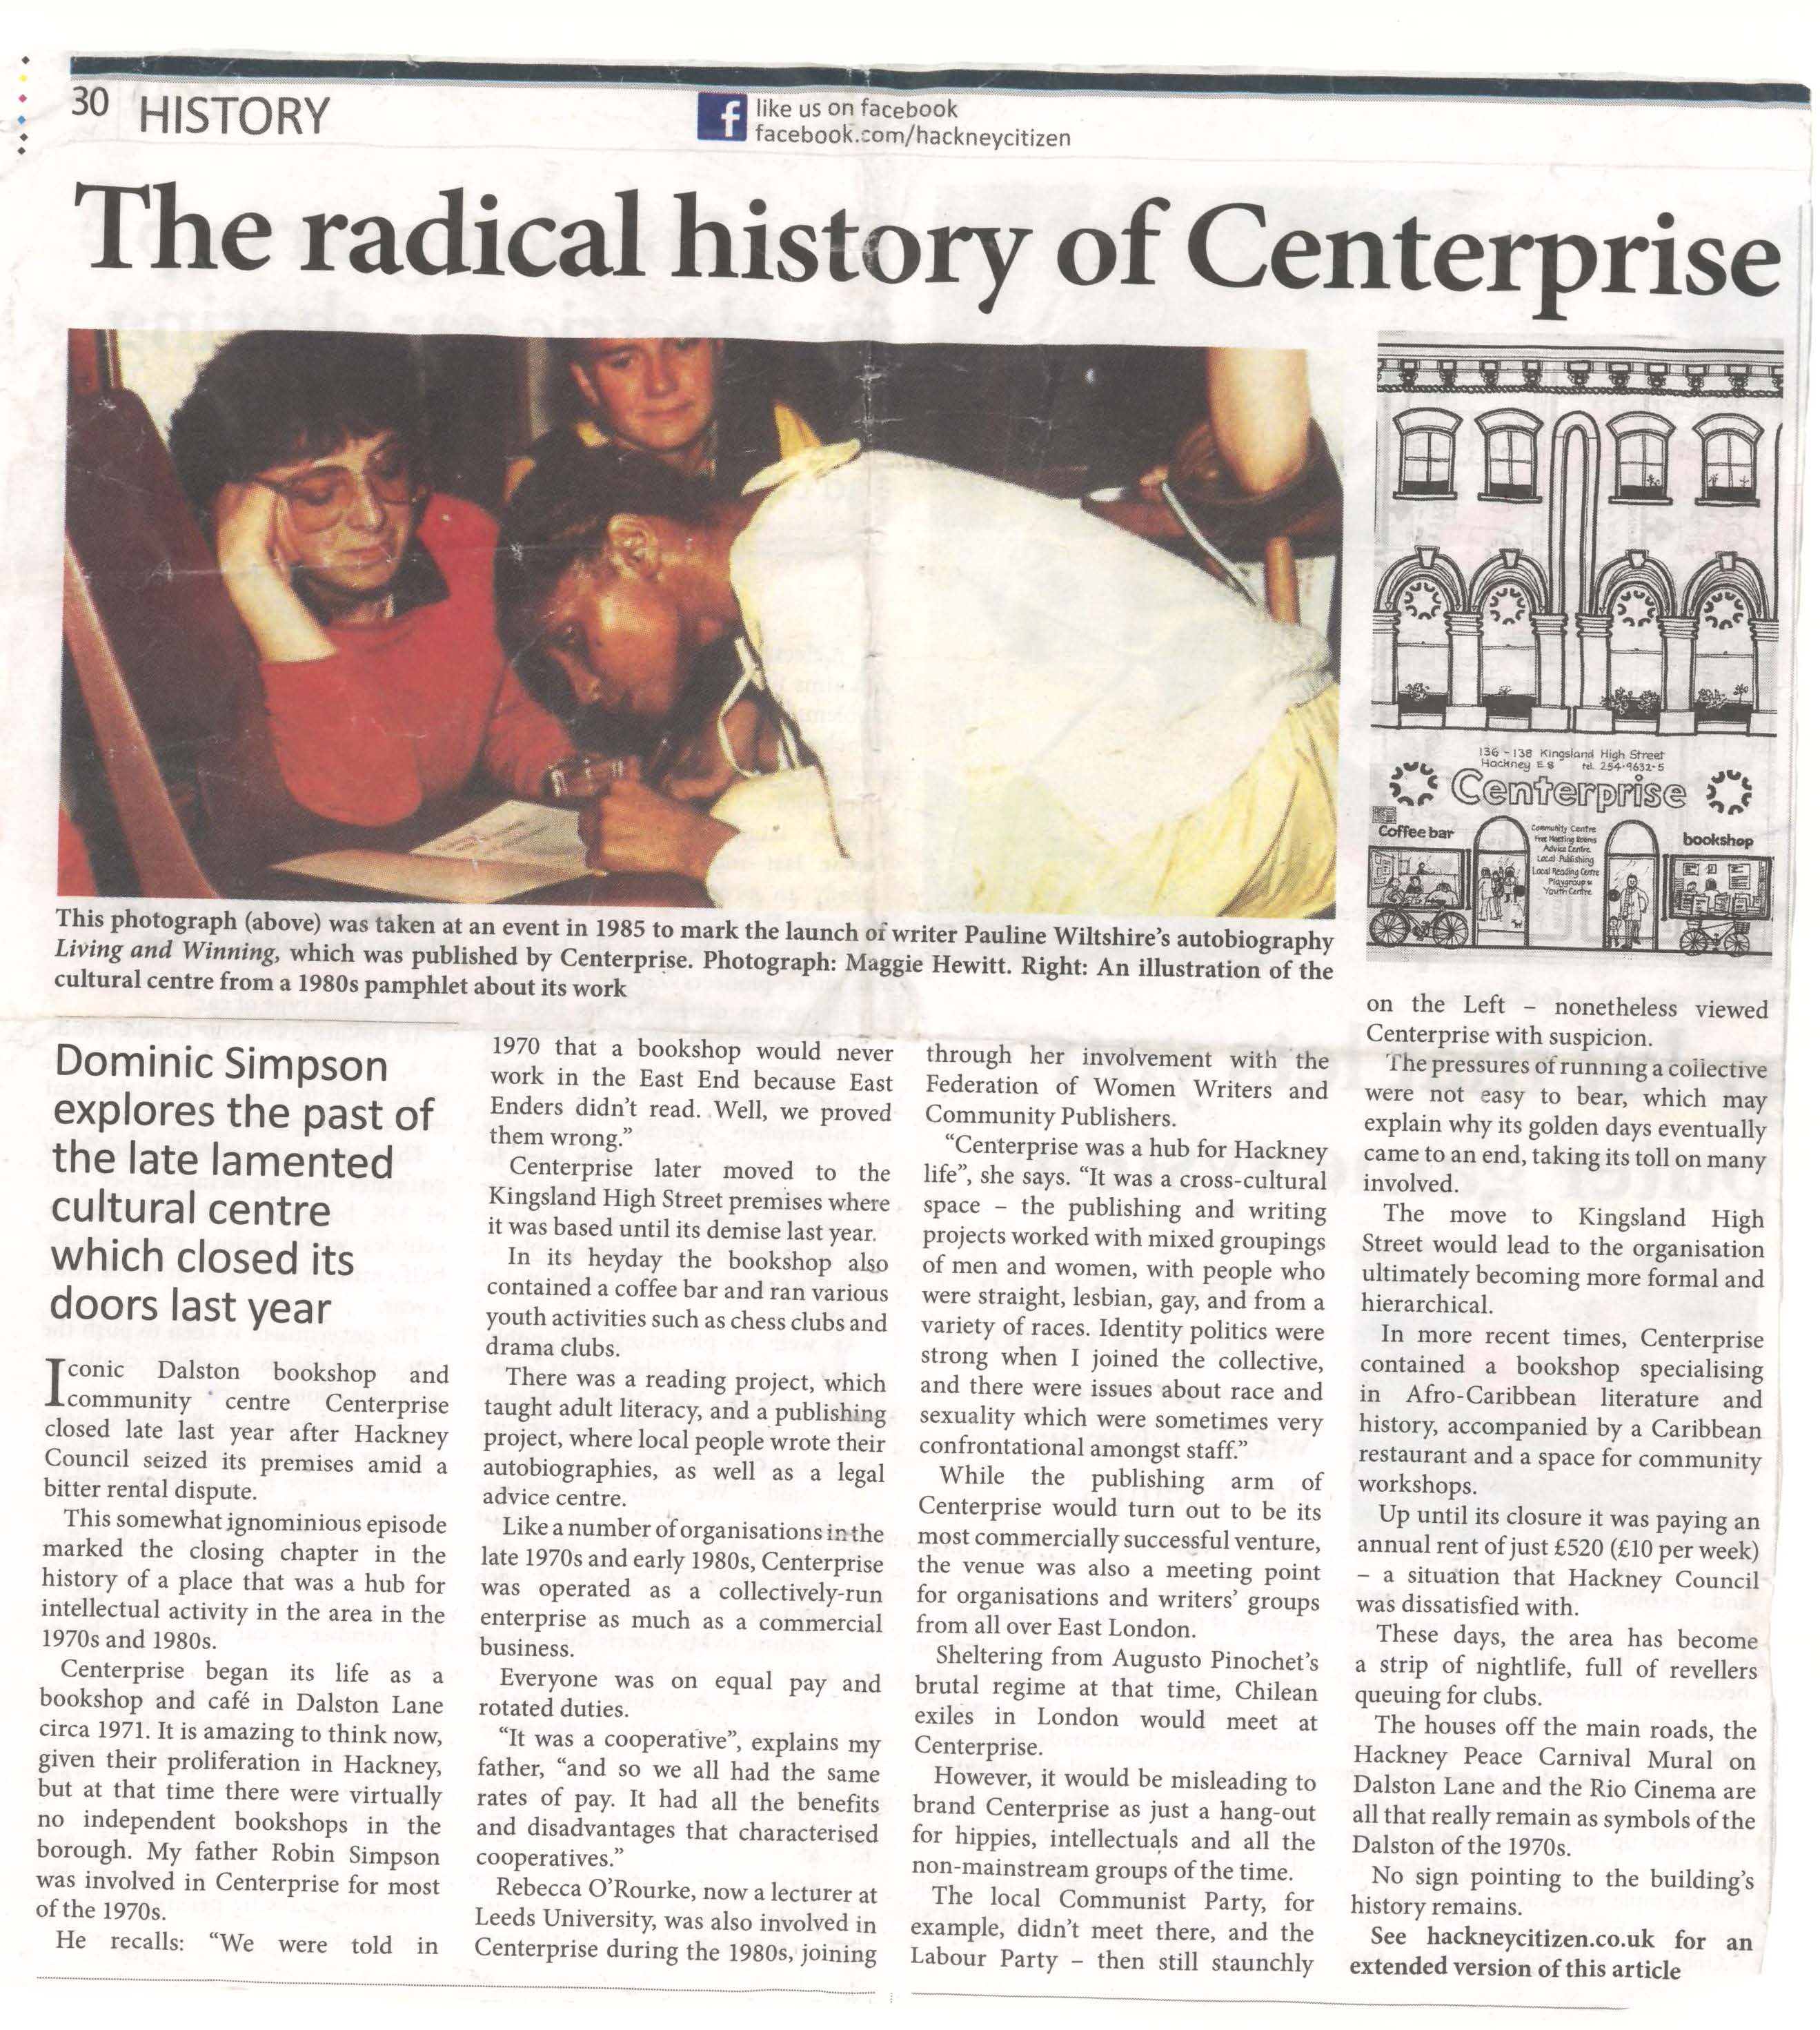 30 HISTORY
like us on facebook
facebook.com/hackneycitizen
The radical history of Centerprise
136 - 138 Kingsland High Street
Hackney E8 tel. 254-9632-5
Centerprise
Coffee bar
Community Centre
Free Meeting Rooms
Advice Centre
Local Publishing
Local Reading Centre
Playgroup &
Youth Centre
bookshop
This photograph (above) was taken at an event in 1985 to mark the launch of writer Pauline Wiltshire's autobiography
Living and Winning, which was published by Centerprise. Photograph: Maggie Hewitt. Right: An illustration of the
cultural centre from a 1980s pamphlet about its work
Dominic Simpson
explores the past of
the late lamented
cultural centre
which closed its
doors last year
Iconic Dalston bookshop and
community centre Centerprise
closed late last year after Hackney
Council seized its premises amid a
bitter rental dispute.
This somewhat ignominious episode
marked the closing chapter in the
history of a place that was a hub for
intellectual activity in the area in the
1970s and 1980s.
Centerprise began its life as a
bookshop and café in Dalston Lane
circa 1971. It is amazing to think now,
given their proliferation in Hackney,
but at that time there were virtually
no independent bookshops in the
borough. My father Robin Simpson
was involved in Centerprise for most
of the 1970s.
He recalls: “We were told in
1970 that a bookshop would never
work in the East End because East
Enders didn't read. Well, we proved
them wrong.”
Centerprise later moved to the
Kingsland High Street premises where
it was based until its demise last year.
In its heyday the bookshop also
contained a coffee bar and ran various
youth activities such as chess clubs and
drama clubs.
There was a reading project, which
taught adult literacy, and a publishing
project, where local people wrote their
autobiographies, as well as a legal
advice centre.
Like a number of organisations in the
late 1970s and early 1980s, Centerprise
was operated as a collectively-run
enterprise as much as a commercial
business.
Everyone was on equal pay and
rotated duties.
“It was a cooperative”, explains my
father, “and so we all had the same
rates of pay. It had all the benefits
and disadvantages that characterised
cooperatives.”
Rebecca O'Rourke, now a lecturer at
Leeds University, was also involved in
Centerprise during the 1980s, joining
through her involvement with the
Federation of Women Writers and
Community Publishers.
“Centerprise was a hub for Hackney
life”, she says. “It was a cross-cultural
space – the publishing and writing
projects worked with mixed groupings
of men and women, with people who
were straight, lesbian, gay, and from a
variety of races. Identity politics were
strong when I joined the collective,
and there were issues about race and
sexuality which were sometimes very
confrontational amongst staff.”
While the publishing arm of
Centerprise would turn out to be its
most commercially successful venture,
the venue was also a meeting point
for organisations and writers' groups
from all over East London.
Sheltering from Augusto Pinochet's
brutal regime at that time, Chilean
exiles in London would meet at
Centerprise.
However, it would be misleading to
brand Centerprise as just a hang-out
for hippies, intellectuals and all the
non-mainstream groups of the time.
The local Communist Party, for
example, didn't meet there, and the
Labour Party – then still staunchly
on the Left – nonetheless viewed
Centerprise with suspicion.
The pressures of running a collective
were not easy to bear, which may
explain why its golden days eventually
came to an end, taking its toll on many
involved.
The move to Kingsland High
Street would lead to the organisation
ultimately becoming more formal and
hierarchical.
In more recent times, Centerprise
contained a bookshop specialising
in Afro-Caribbean literature and
history, accompanied by a Caribbean
restaurant and a space for community
workshops.
Up until its closure it was paying an
annual rent of just £520 (£10 per week)
– a situation that Hackney Council
was dissatisfied with.
These days, the area has become
a strip of nightlife, full of revellers
queuing for clubs.
The houses off the main roads, the
Hackney Peace Carnival Mural on
Dalston Lane and the Rio Cinema are
all that really remain as symbols of the
Dalston of the 1970s.
No sign pointing to the building's
history remains.
See hackneycitizen.co.uk for an
extended version of this article